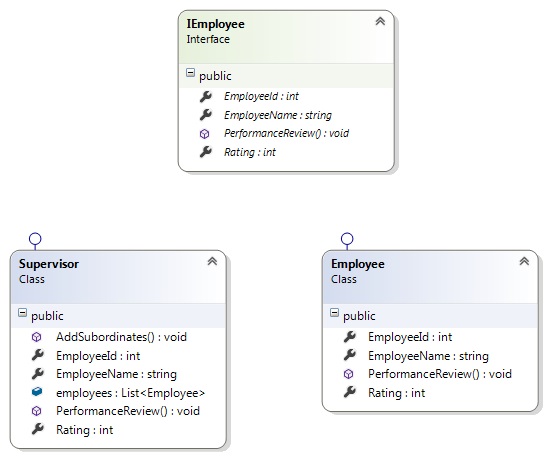 IEmployee
Interface
public
EmployeeId : int
EmployeeName : string
PerformanceReview() : void
Rating : int
Supervisor
Class
public
AddSubordinates() : void
EmployeeId : int
EmployeeName : string
employees : List<Employee>
PerformanceReview() : void
Rating : int
Employee
Class
public
EmployeeId : int
EmployeeName : string
PerformanceReview() : void
Rating : int